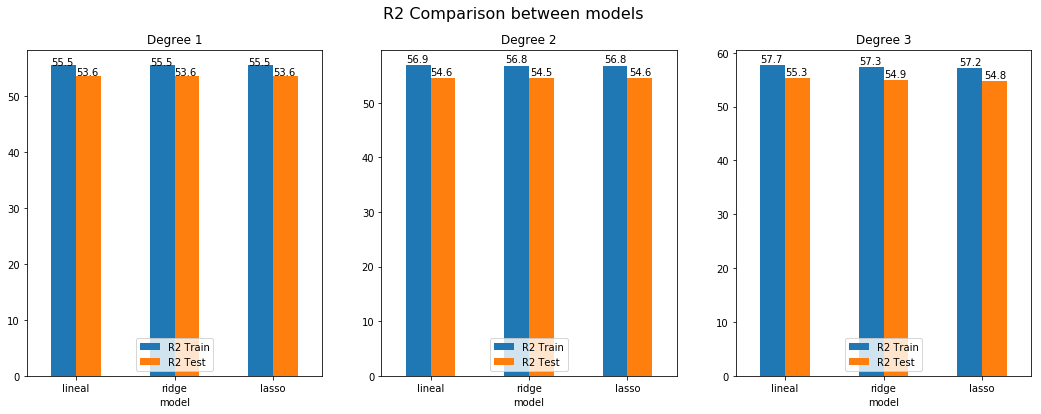 R2 Comparison between models
Degree 1
55.5 53.6 55.5 53.6 55.5 53.6
50
40
30
20
10
0
R2 Train
R2 Test
lineal ridge lasso
model
Degree 2
56.9 54.6 56.8 54.5 56.8 54.6
50
40
30
20
10
0
R2 Train
R2 Test
lineal ridge lasso
model
Degree 3
60
57.7 55.3 57.3 54.9 57.2 54.8
50
40
30
20
10
0
R2 Train
R2 Test
lineal ridge lasso
model